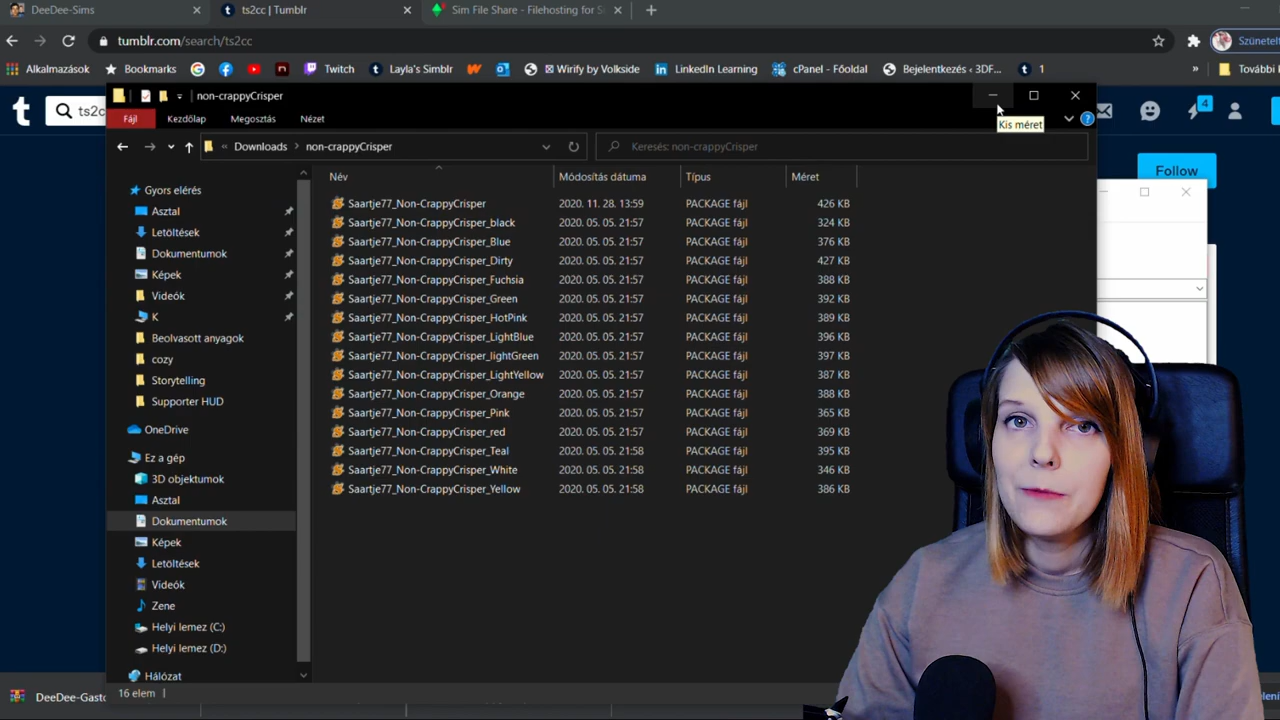 DeeDee-Sims
ts2cc | Tumblr
Sim File Share - Filehosting for S
tumblr.com/search/ts2cc
Szünetelt
Alkalmazások
Bookmarks
Twitch
Layla's Simblr
Wirify by Volkside
LinkedIn Learning
cPanel - Főoldal
Bejelentkezés ‹ 3DF...
1
»
További k
ts2c
non-crappyCrisper
4
Fájl
Kezdőlap
Megosztás
Nézet
Kis méret
Downloads
non-crappyCrisper
Keresés: non-crappyCrisper
Follow
Név
Módosítás dátuma
Típus
Méret
Gyors elérés
Asztal
Letöltések
Dokumentumok
Képek
Videók
K
Beolvasott anyagok
cozy
Storytelling
Supporter HUD
OneDrive
Ez a gép
3D objektumok
Asztal
Dokumentumok
Képek
Letöltések
Videók
Zene
Helyi lemez (C:)
Helyi lemez (D:)
Hálózat
Saartje77_Non-CrappyCrisper 2020. 11. 28. 13:59 PACKAGE fájl 426 KB
Saartje77_Non-CrappyCrisper_black 2020. 05. 05. 21:57 PACKAGE fájl 324 KB
Saartje77_Non-CrappyCrisper_Blue 2020. 05. 05. 21:57 PACKAGE fájl 376 KB
Saartje77_Non-CrappyCrisper_Dirty 2020. 05. 05. 21:57 PACKAGE fájl 427 KB
Saartje77_Non-CrappyCrisper_Fuchsia 2020. 05. 05. 21:57 PACKAGE fájl 388 KB
Saartje77_Non-CrappyCrisper_Green 2020. 05. 05. 21:57 PACKAGE fájl 392 KB
Saartje77_Non-CrappyCrisper_HotPink 2020. 05. 05. 21:57 PACKAGE fájl 389 KB
Saartje77_Non-CrappyCrisper_LightBlue 2020. 05. 05. 21:57 PACKAGE fájl 396 KB
Saartje77_Non-CrappyCrisper_lightGreen 2020. 05. 05. 21:57 PACKAGE fájl 397 KB
Saartje77_Non-CrappyCrisper_LightYellow 2020. 05. 05. 21:57 PACKAGE fájl 387 KB
Saartje77_Non-CrappyCrisper_Orange 2020. 05. 05. 21:57 PACKAGE fájl 388 KB
Saartje77_Non-CrappyCrisper_Pink 2020. 05. 05. 21:57 PACKAGE fájl 365 KB
Saartje77_Non-CrappyCrisper_red 2020. 05. 05. 21:57 PACKAGE fájl 369 KB
Saartje77_Non-CrappyCrisper_Teal 2020. 05. 05. 21:58 PACKAGE fájl 395 KB
Saartje77_Non-CrappyCrisper_White 2020. 05. 05. 21:58 PACKAGE fájl 346 KB
Saartje77_Non-CrappyCrisper_Yellow 2020. 05. 05. 21:58 PACKAGE fájl 386 KB
16 elem
DeeDee-Gasto